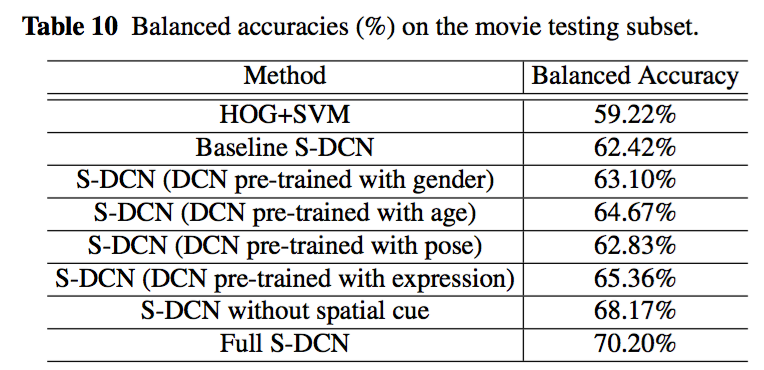 Table 10 Balanced accuracies (%) on the movie testing subset.
Method Balanced Accuracy
HOG+SVM 59.22%
Baseline S-DCN 62.42%
S-DCN (DCN pre-trained with gender) 63.10%
S-DCN (DCN pre-trained with age) 64.67%
S-DCN (DCN pre-trained with pose) 62.83%
S-DCN (DCN pre-trained with expression) 65.36%
S-DCN without spatial cue 68.17%
Full S-DCN 70.20%